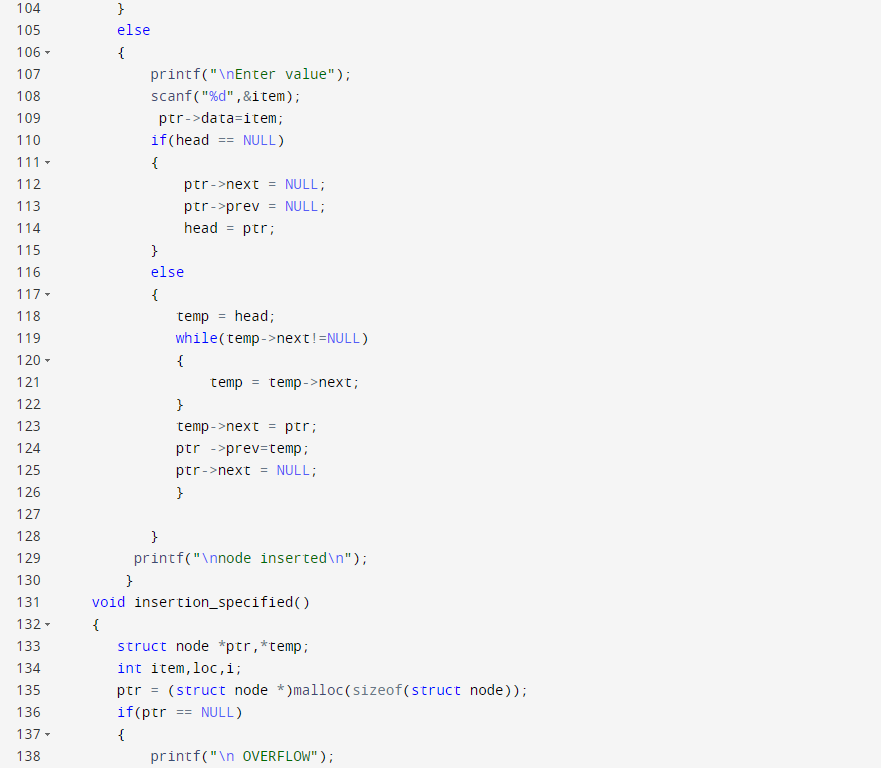 104 }
105 else
106 {
107 printf("\nEnter value");
108 scanf("%d",&item);
109 ptr->data=item;
110 if(head == NULL)
111 {
112 ptr->next = NULL;
113 ptr->prev = NULL;
114 head = ptr;
115 }
116 else
117 {
118 temp = head;
119 while(temp->next!=NULL)
120 {
121 temp = temp->next;
122 }
123 temp->next = ptr;
124 ptr ->prev=temp;
125 ptr->next = NULL;
126 }
127
128 }
129 printf("\nnode inserted\n");
130 }
131 void insertion_specified()
132 {
133 struct node *ptr,*temp;
134 int item,loc,i;
135 ptr = (struct node *)malloc(sizeof(struct node));
136 if(ptr == NULL)
137 {
138 printf("\n OVERFLOW");